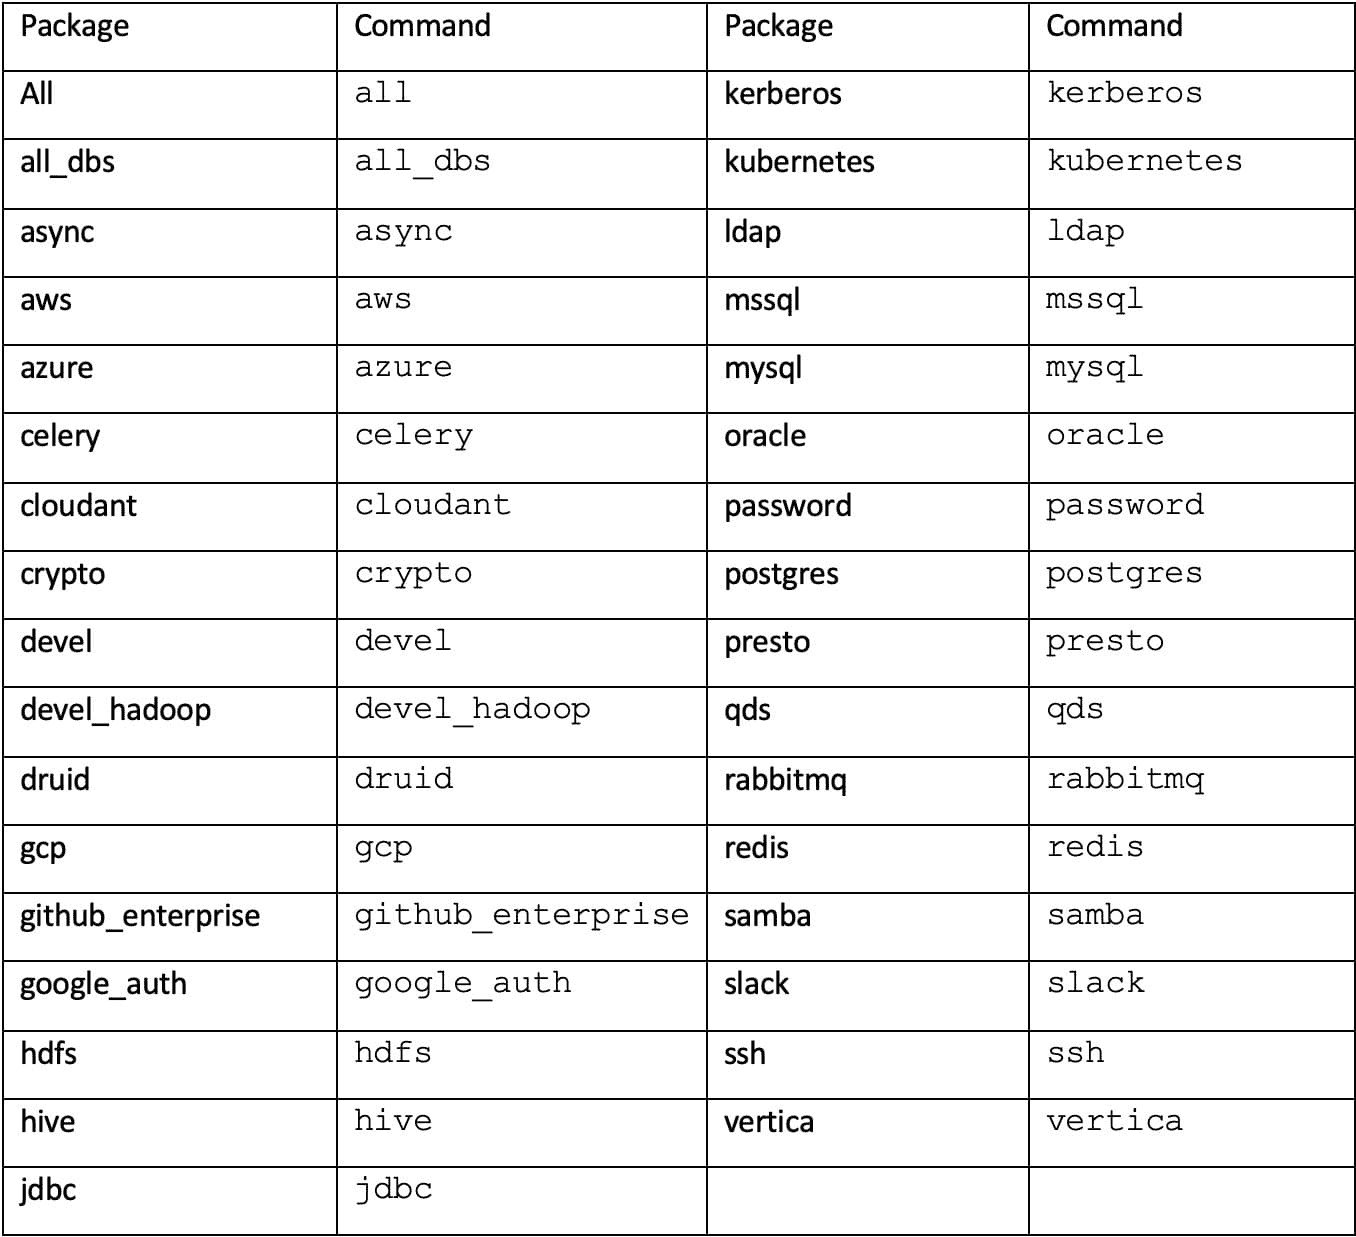 Package Command Package Command
All all kerberos kerberos
all_dbs all_dbs kubernetes kubernetes
async async ldap ldap
aws aws mssql mssql
azure azure mysql mysql
celery celery oracle oracle
cloudant cloudant password password
crypto crypto postgres postgres
devel devel presto presto
devel_hadoop devel_hadoop qds qds
druid druid rabbitmq rabbitmq
gcp gcp redis redis
github_enterprise github_enterprise samba samba
google_auth google_auth slack slack
hdfs hdfs ssh ssh
hive hive vertica vertica
jdbc jdbc